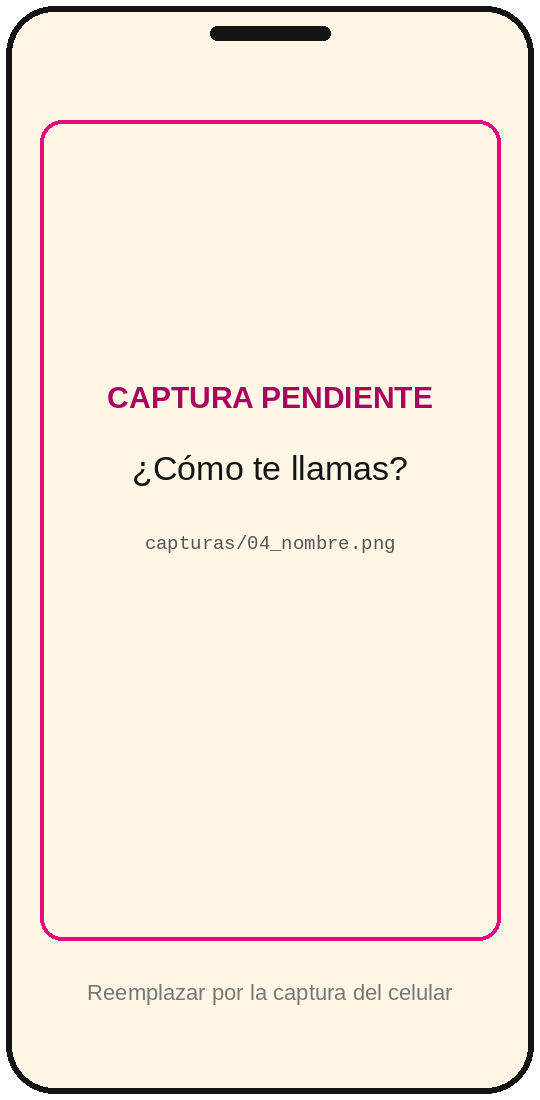 CAPTURA PENDIENTE
¿Cómo te llamas?
capturas/04_nombre.png
Reemplazar por la captura del celular